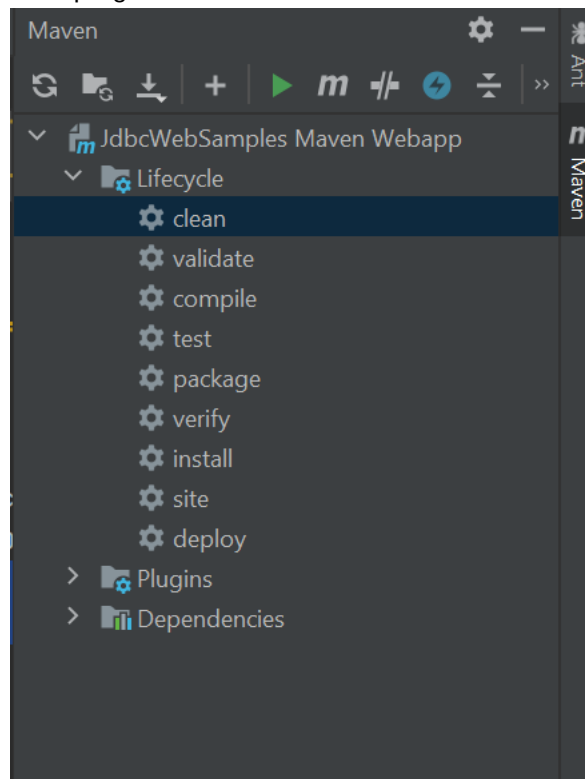 Maven
JdbcWebSamples Maven Webapp
Lifecycle
clean
validate
compile
test
package
verify
install
site
deploy
Plugins
Dependencies
Ant
m Maven